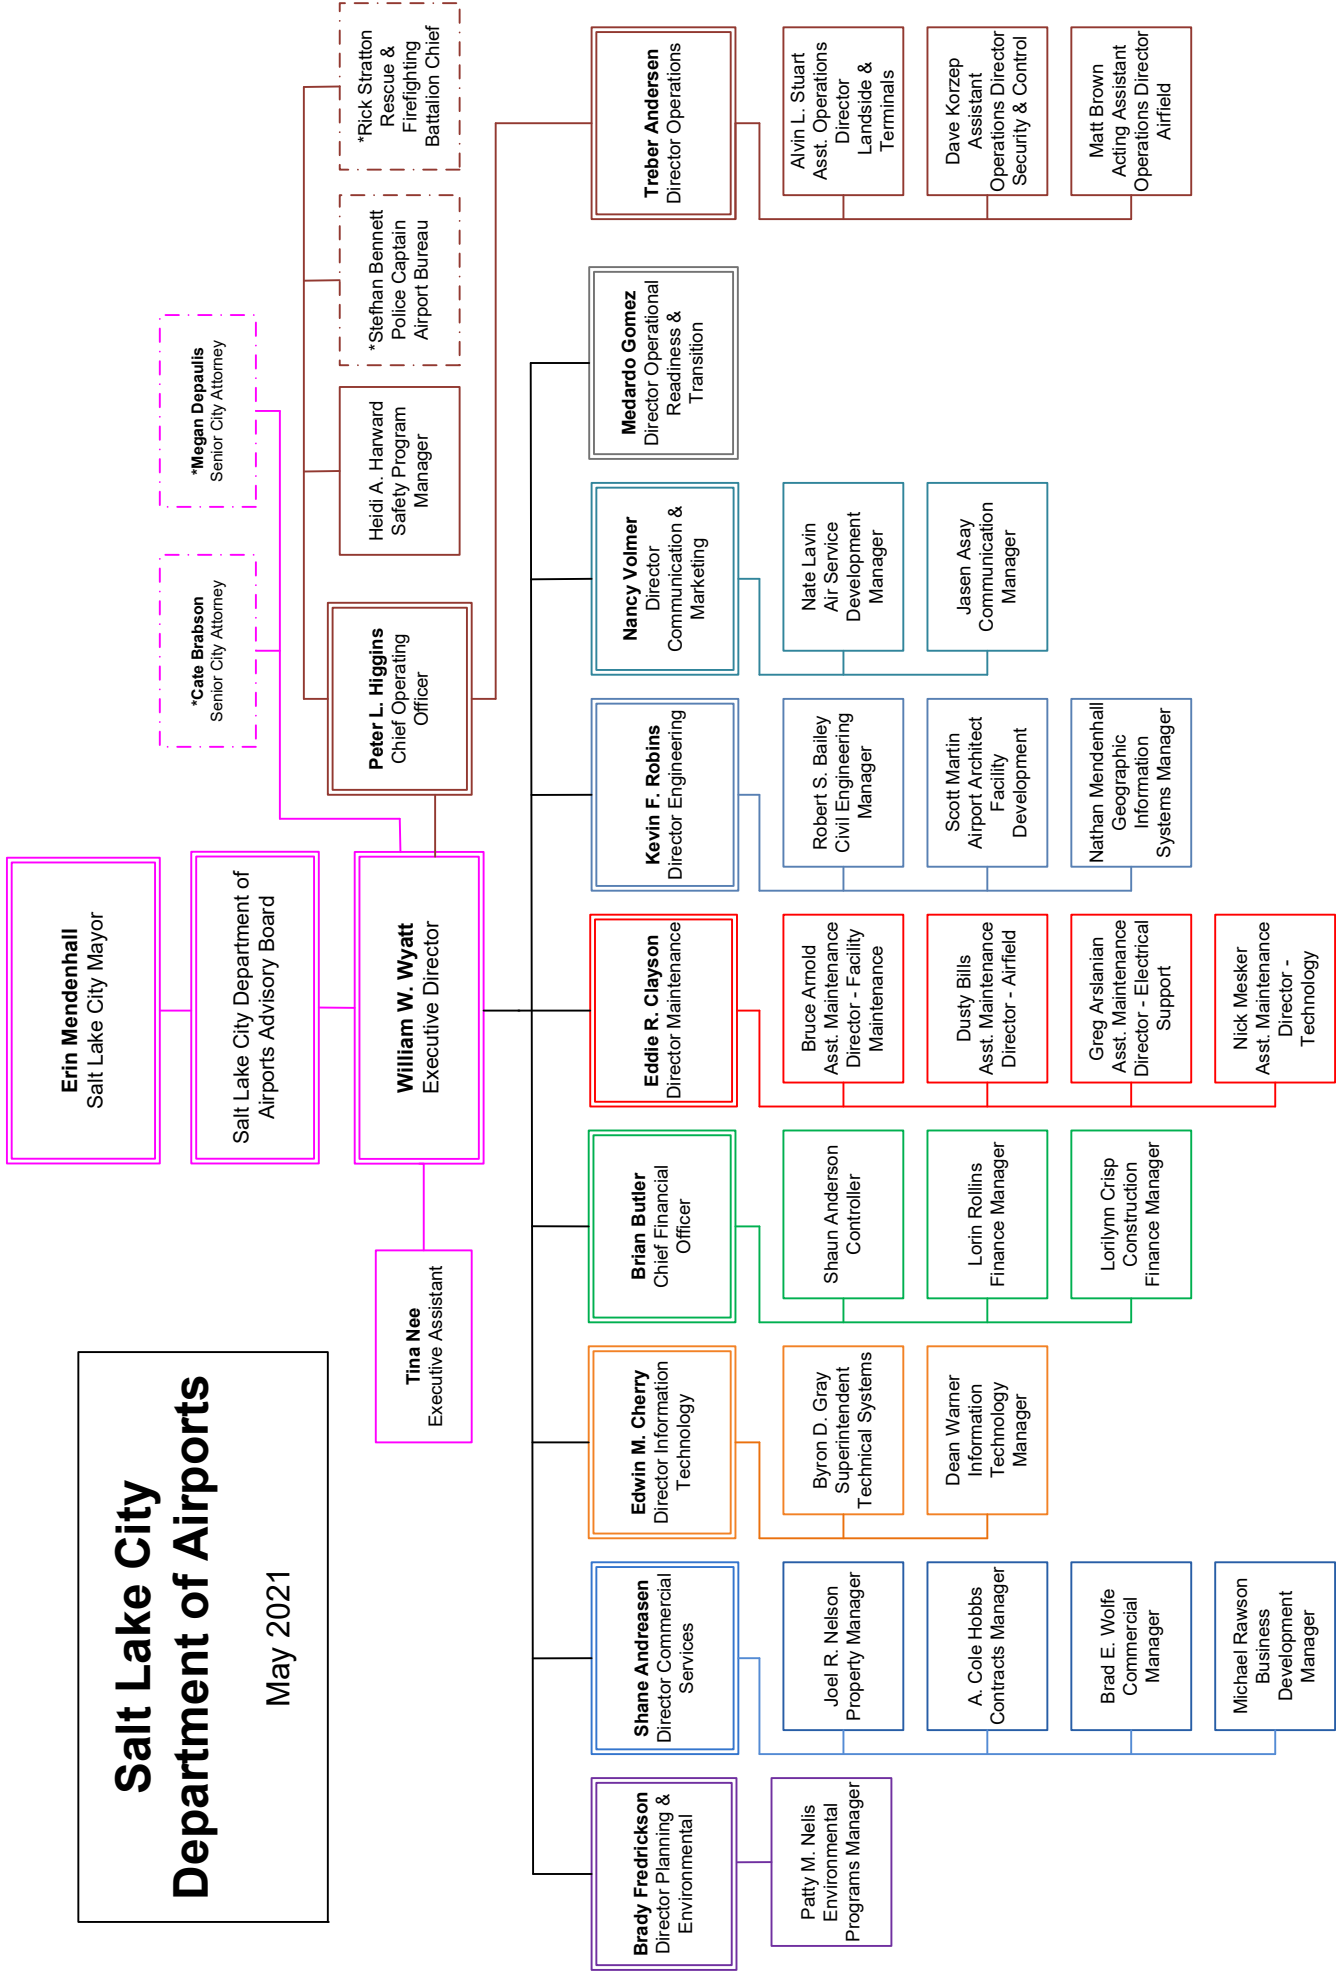 Salt Lake City
Department of Airports
May 2021
Erin Mendenhall
Salt Lake City Mayor
Salt Lake City Department of
Airports Advisory Board
William W. Wyatt
Executive Director
Tina Nee
Executive Assistant
*Cate Brabson
Senior City Attorney
*Megan Depaulis
Senior City Attorney
Peter L. Higgins
Chief Operating
Officer
Heidi A. Harward
Safety Program
Manager
*Stefhan Bennett
Police Captain
Airport Bureau
*Rick Stratton
Rescue &
Firefighting
Battalion Chief
Brady Fredrickson
Director Planning &
Environmental
Patty M. Nelis
Environmental
Programs Manager
Shane Andreasen
Director Commercial
Services
Joel R. Nelson
Property Manager
A. Cole Hobbs
Contracts Manager
Brad E. Wolfe
Commercial
Manager
Michael Rawson
Business
Development
Manager
Edwin M. Cherry
Director Information
Technology
Byron D. Gray
Superintendent
Technical Systems
Dean Warner
Information
Technology
Manager
Brian Butler
Chief Financial
Officer
Shaun Anderson
Controller
Lorin Rollins
Finance Manager
Lorilynn Crisp
Construction
Finance Manager
Eddie R. Clayson
Director Maintenance
Bruce Arnold
Asst. Maintenance
Director - Facility
Maintenance
Dusty Bills
Asst. Maintenance
Director - Airfield
Greg Arslanian
Asst. Maintenance
Director - Electrical
Support
Nick Mesker
Asst. Maintenance
Director -
Technology
Kevin F. Robins
Director Engineering
Robert S. Bailey
Civil Engineering
Manager
Scott Martin
Airport Architect
Facility
Development
Nathan Mendenhall
Geographic
Information
Systems Manager
Nancy Volmer
Director
Communication &
Marketing
Nate Lavin
Air Service
Development
Manager
Jasen Asay
Communication
Manager
Medardo Gomez
Director Operational
Readiness &
Transition
Treber Andersen
Director Operations
Alvin L. Stuart
Asst. Operations
Director
Landside &
Terminals
Dave Korzep
Assistant
Operations Director
Security & Control
Matt Brown
Acting Assistant
Operations Director
Airfield